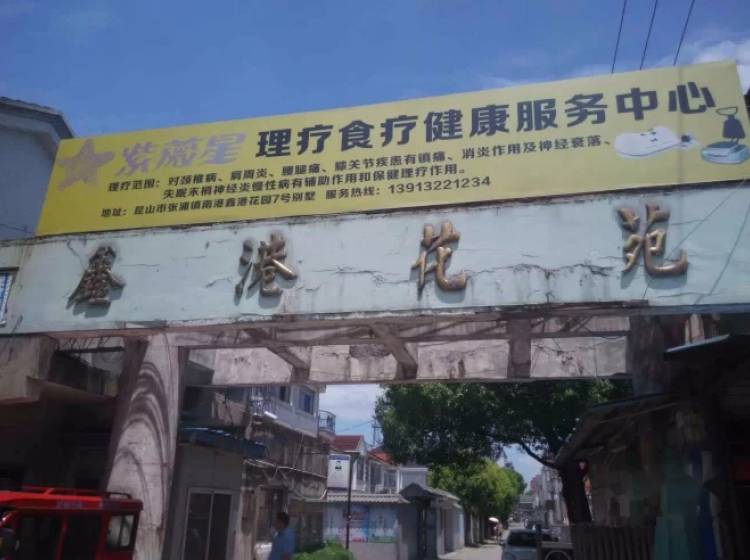 紫薇星 理疗食疗健康服务中心
理疗范围：对颈椎病、肩周炎、腰腿痛、膝关节疾患有镇痛、消炎作用及神经衰落、
失眠末梢神经炎慢性病有辅助作用和保健理疗作用。
地址：昆山市张浦镇南港鑫港花园7号别墅 服务热线：13913221234
鑫港花苑